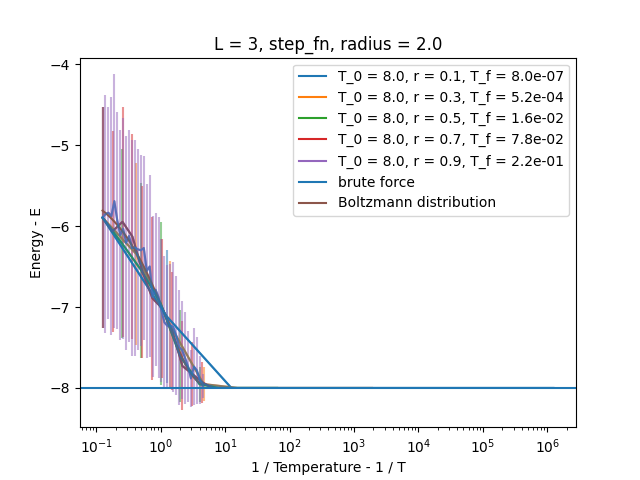 L = 3, step_fn, radius = 2.0
T_0 = 8.0, r = 0.1, T_f = 8.0e-07
T_0 = 8.0, r = 0.3, T_f = 5.2e-04
T_0 = 8.0, r = 0.5, T_f = 1.6e-02
T_0 = 8.0, r = 0.7, T_f = 7.8e-02
T_0 = 8.0, r = 0.9, T_f = 2.2e-01
brute force
Boltzmann distribution
Energy - E
−4
−5
−6
−7
−8
10⁻¹ 10⁰ 10¹ 10² 10³ 10⁴ 10⁵ 10⁶
1 / Temperature - 1 / T